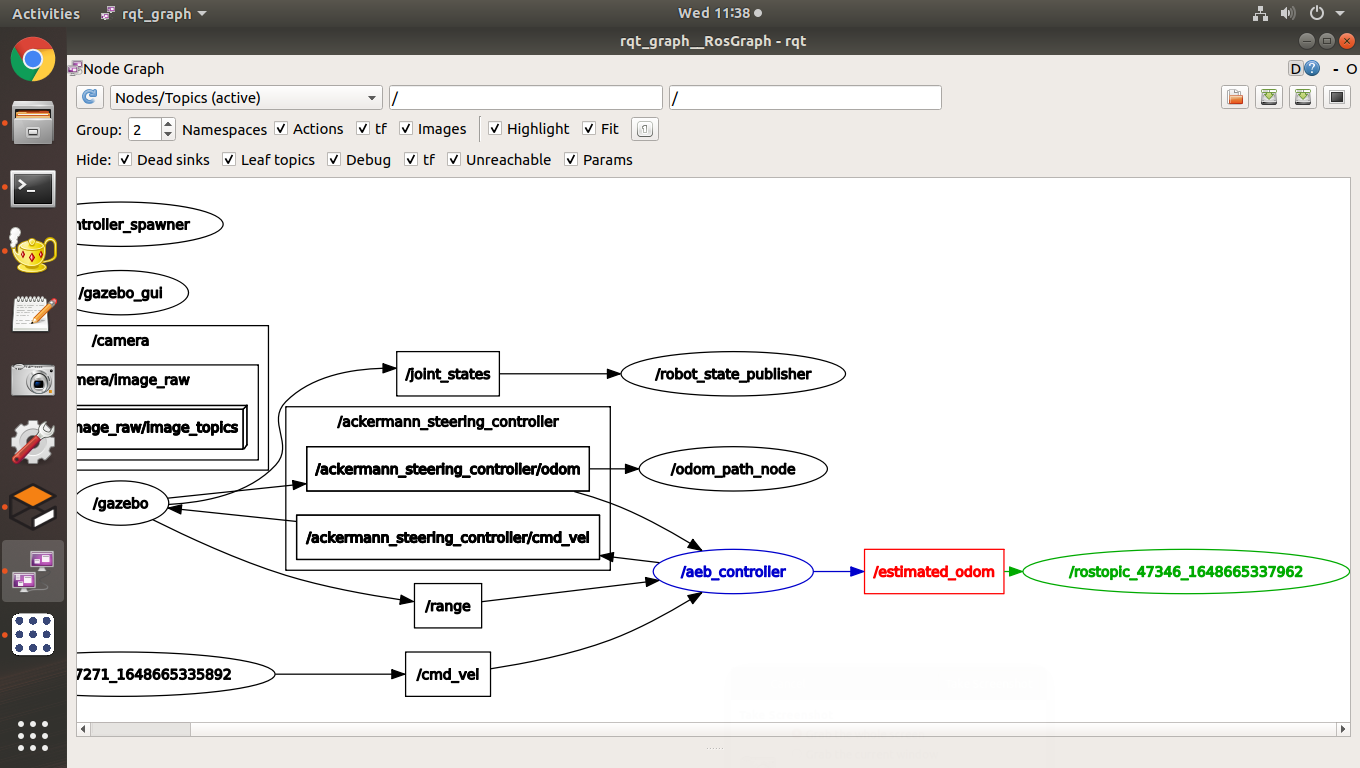 Activities rqt_graph Wed 11:38
rqt_graph__RosGraph - rqt
Node Graph D ? - O
Nodes/Topics (active) / /
Group: 2 Namespaces Actions tf Images Highlight Fit
Hide: Dead sinks Leaf topics Debug tf Unreachable Params
ntroller_spawner
/gazebo_gui
/camera
mera/image_raw
nage_raw/image_topics
/joint_states
/robot_state_publisher
/ackermann_steering_controller
/ackermann_steering_controller/odom
/odom_path_node
/gazebo
/ackermann_steering_controller/cmd_vel
/aeb_controller
/estimated_odom
/rostopic_47346_1648665337962
/range
7271_1648665335892
/cmd_vel